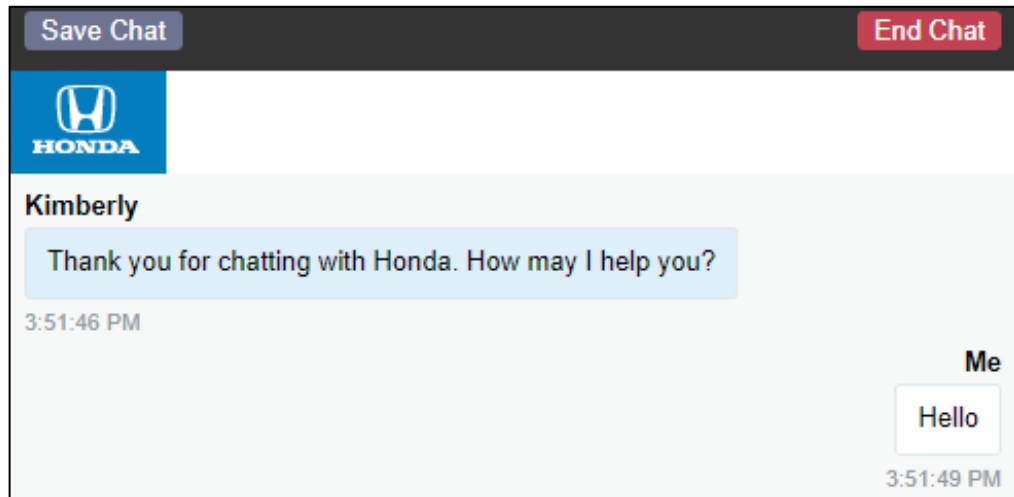 Save Chat
End Chat
HONDA
Kimberly
Thank you for chatting with Honda. How may I help you?
3:51:46 PM
Me
Hello
3:51:49 PM